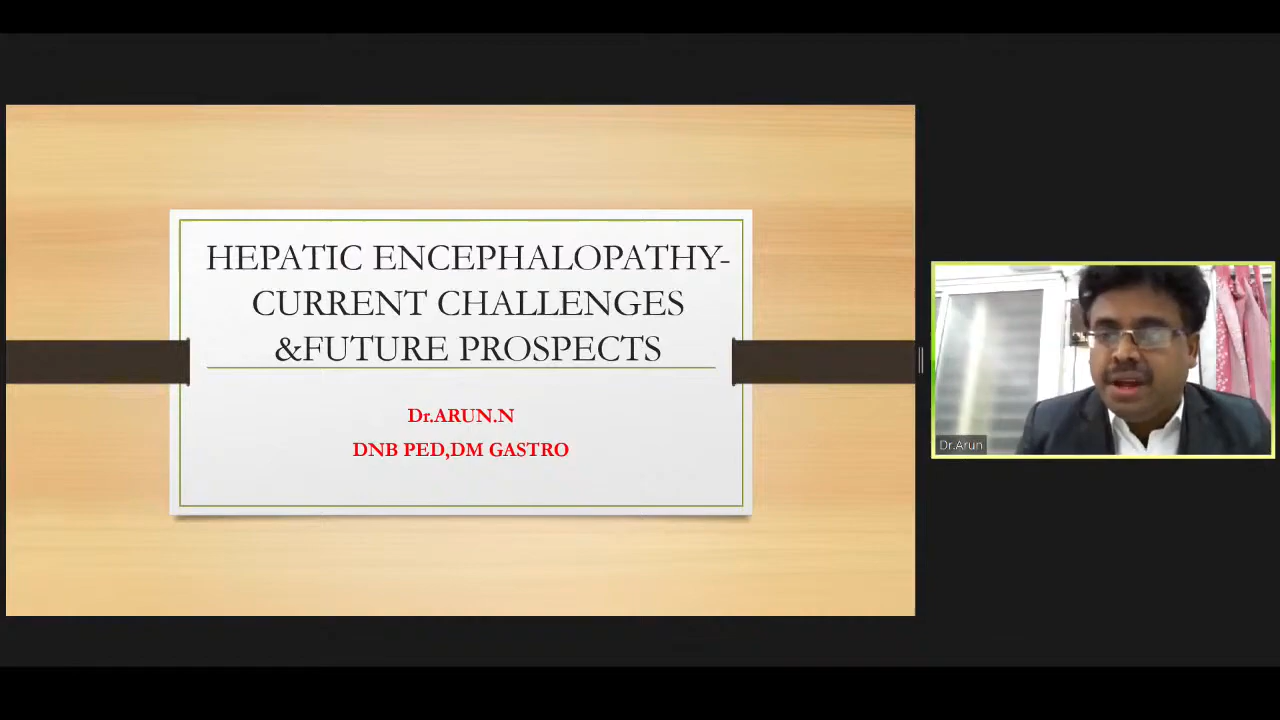 HEPATIC ENCEPHALOPATHY-
CURRENT CHALLENGES
&FUTURE PROSPECTS
Dr.ARUN.N
DNB PED,DM GASTRO
Dr.Arun